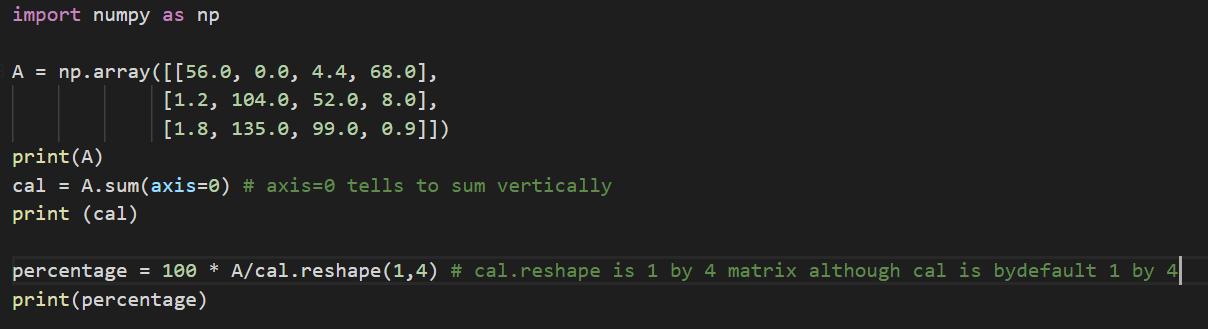 import numpy as np
A = np.array([[56.0, 0.0, 4.4, 68.0],
[1.2, 104.0, 52.0, 8.0],
[1.8, 135.0, 99.0, 0.9]])
print(A)
cal = A.sum(axis=0) # axis=0 tells to sum vertically
print (cal)
percentage = 100 * A/cal.reshape(1,4) # cal.reshape is 1 by 4 matrix although cal is bydefault 1 by 4
print(percentage)